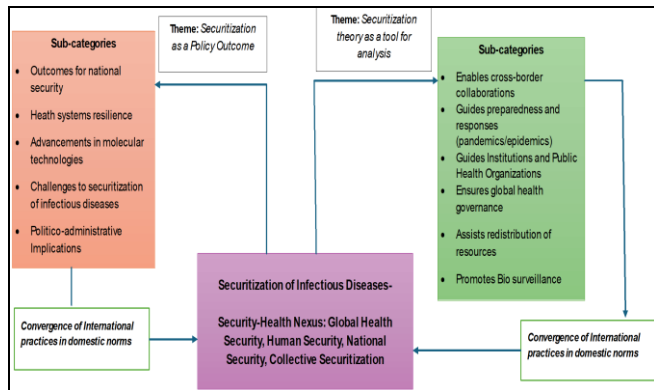 Theme: Securitization
as a Policy Outcome
Theme: Securitization
theory as a tool for
analysis
Sub-categories
Outcomes for national
security
Heath systems resilience
Advancements in molecular
technologies
Challenges to securitization
of infectious diseases
Politico-administrative
Implications
Sub-categories
Enables cross-border
collaborations
Guides preparedness and
responses
(pandemics/epidemics)
Guides Institutions and Public
Health Organizations
Ensures global health
governance
Assists redistribution of
resources
Promotes Bio surveillance
Securitization of Infectious Diseases-
Security-Health Nexus: Global Health
Security, Human Security, National
Security, Collective Securitization
Convergence of International
practices in domestic norms
Convergence of International
practices in domestic norms